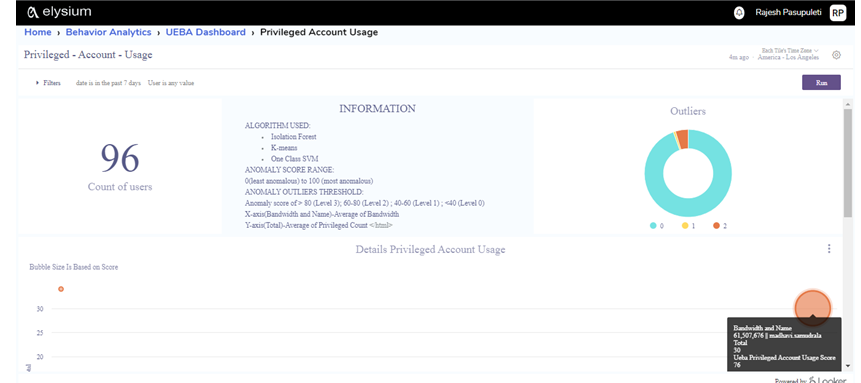 elysium
Rajesh Pasupuleti
RP
Home › Behavior Analytics › UEBA Dashboard › Privileged Account Usage
Privileged - Account - Usage
4m ago
Each Tile's Time Zone
America - Los Angeles
Filters
date is in the past 7 days
User is any value
Run
96
Count of users
INFORMATION
ALGORITHM USED:
• Isolation Forest
• K-means
• One Class SVM
ANOMALY SCORE RANGE:
0(least anomalous) to 100 (most anomalous)
ANOMALY OUTLIERS THRESHOLD:
Anomaly score of > 80 (Level 3); 60-80 (Level 2) ; 40-60 (Level 1) ; <40 (Level 0)
X-axis(Bandwidth and Name)-Average of Bandwidth
Y-axis(Total)-Average of Privileged Count </html>
Outliers
0 1 2
Details Privileged Account Usage
Bubble Size Is Based on Score
30
25
20
Bandwidth and Name
61,507,676 || madhavi.samudrala
Total
30
Ueba Privileged Account Usage Score
76
Powered by Looker